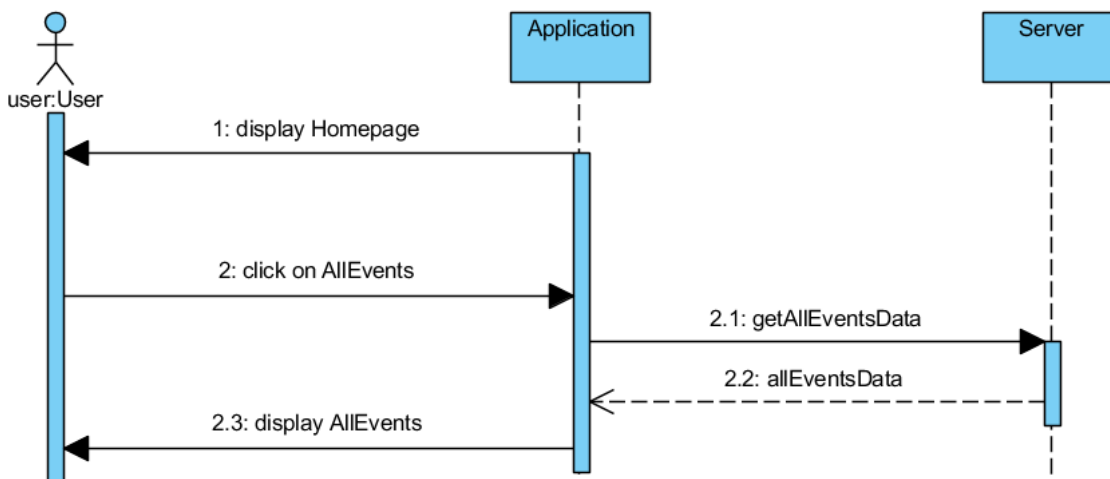 Application
Server
user:User
1: display Homepage
2: click on AllEvents
2.1: getAllEventsData
2.2: allEventsData
2.3: display AllEvents